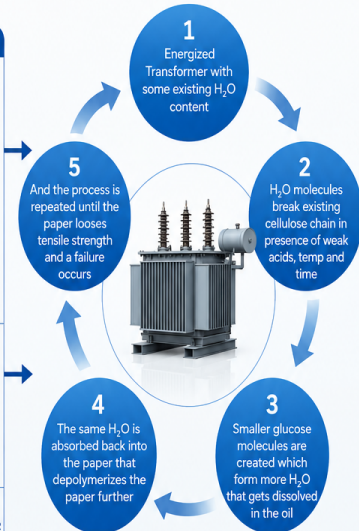 1
Energized
Transformer with
some existing H₂O
content
2
H₂O molecules
break existing
cellulose chain in
presence of weak
acids, temp and
time
3
Smaller glucose
molecules are
created which
form more H₂O
that gets dissolved
in the oil
4
The same H₂O is
absorbed back into
the paper that
depolymerizes the
paper further
5
And the process is
repeated until the
paper looses
tensile strength
and a failure
occurs